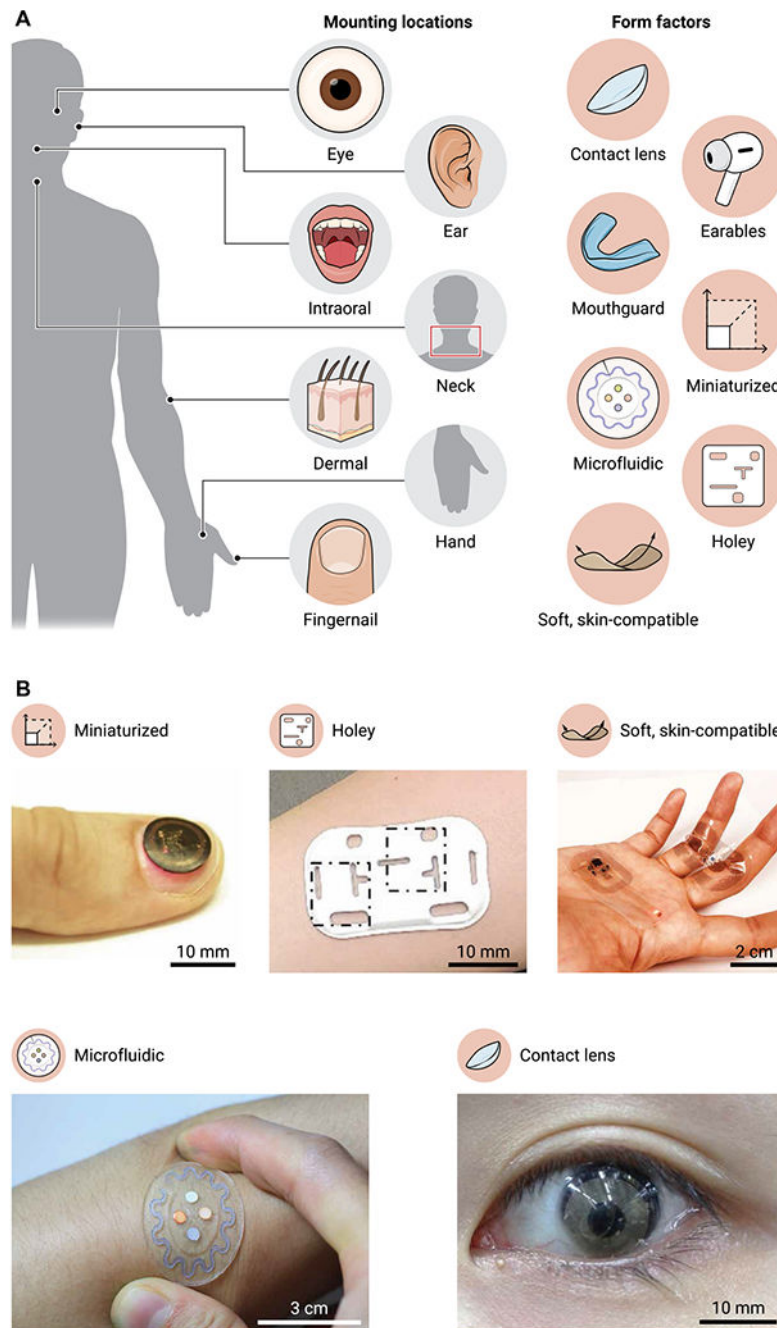 A
Mounting locations
Form factors
Eye
Contact lens
Ear
Earables
Intraoral
Mouthguard
Neck
Miniaturized
Dermal
Microfluidic
Hand
Holey
Fingernail
Soft, skin-compatible
B
Miniaturized
Holey
Soft, skin-compatible
10 mm
10 mm
2 cm
Microfluidic
Contact lens
3 cm
10 mm